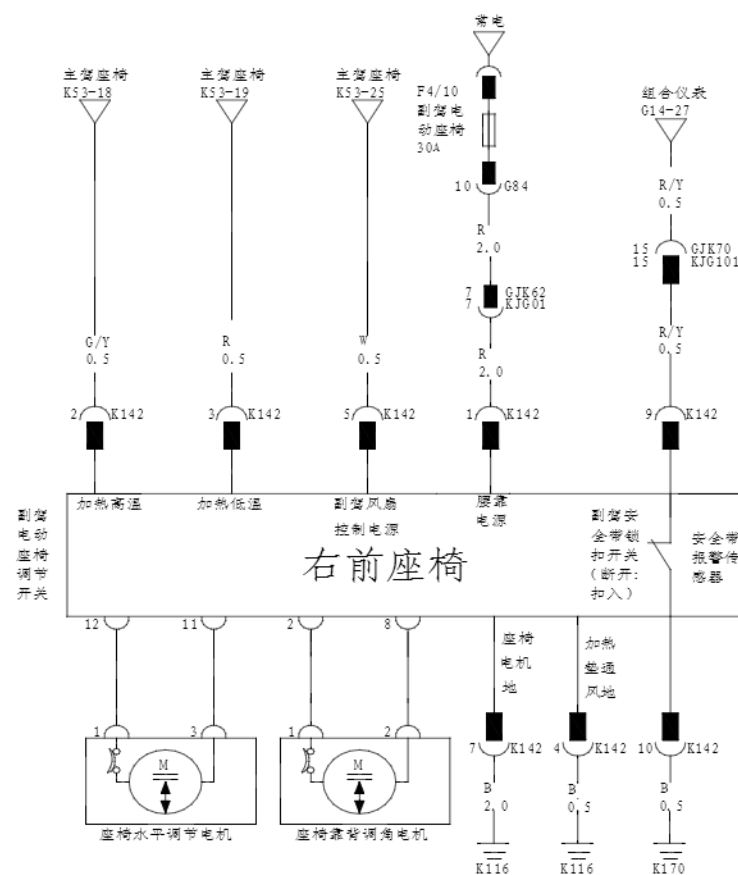 常电
主驾座椅
K53-18
主驾座椅
K53-19
主驾座椅
K53-25
F4/10
副驾电
动座椅
30A
组合仪表
G14-27
10 G84
R/Y
0.5
R
2.0
15 GJK70
15 KJG101
7 GJK62
7 KJG01
G/Y
0.5
R
0.5
W
0.5
R
2.0
R/Y
0.5
2 K142
3 K142
5 K142
1 K142
9 K142
副驾
电动
座椅
调节
开关
加热高温
加热低温
副驾风扇
控制电源
腰靠
电源
副驾安
全带锁
扣开关
（断开:
扣入）
安全带
报警传
感器
右前座椅
12
11
2
8
座椅
电机
地
加热
垫通
风地
1
3
1
2
7 K142
4 K142
10 K142
M
M
B
2.0
B
0.5
B
0.5
座椅水平调节电机
座椅靠背调角电机
K116
K116
K170